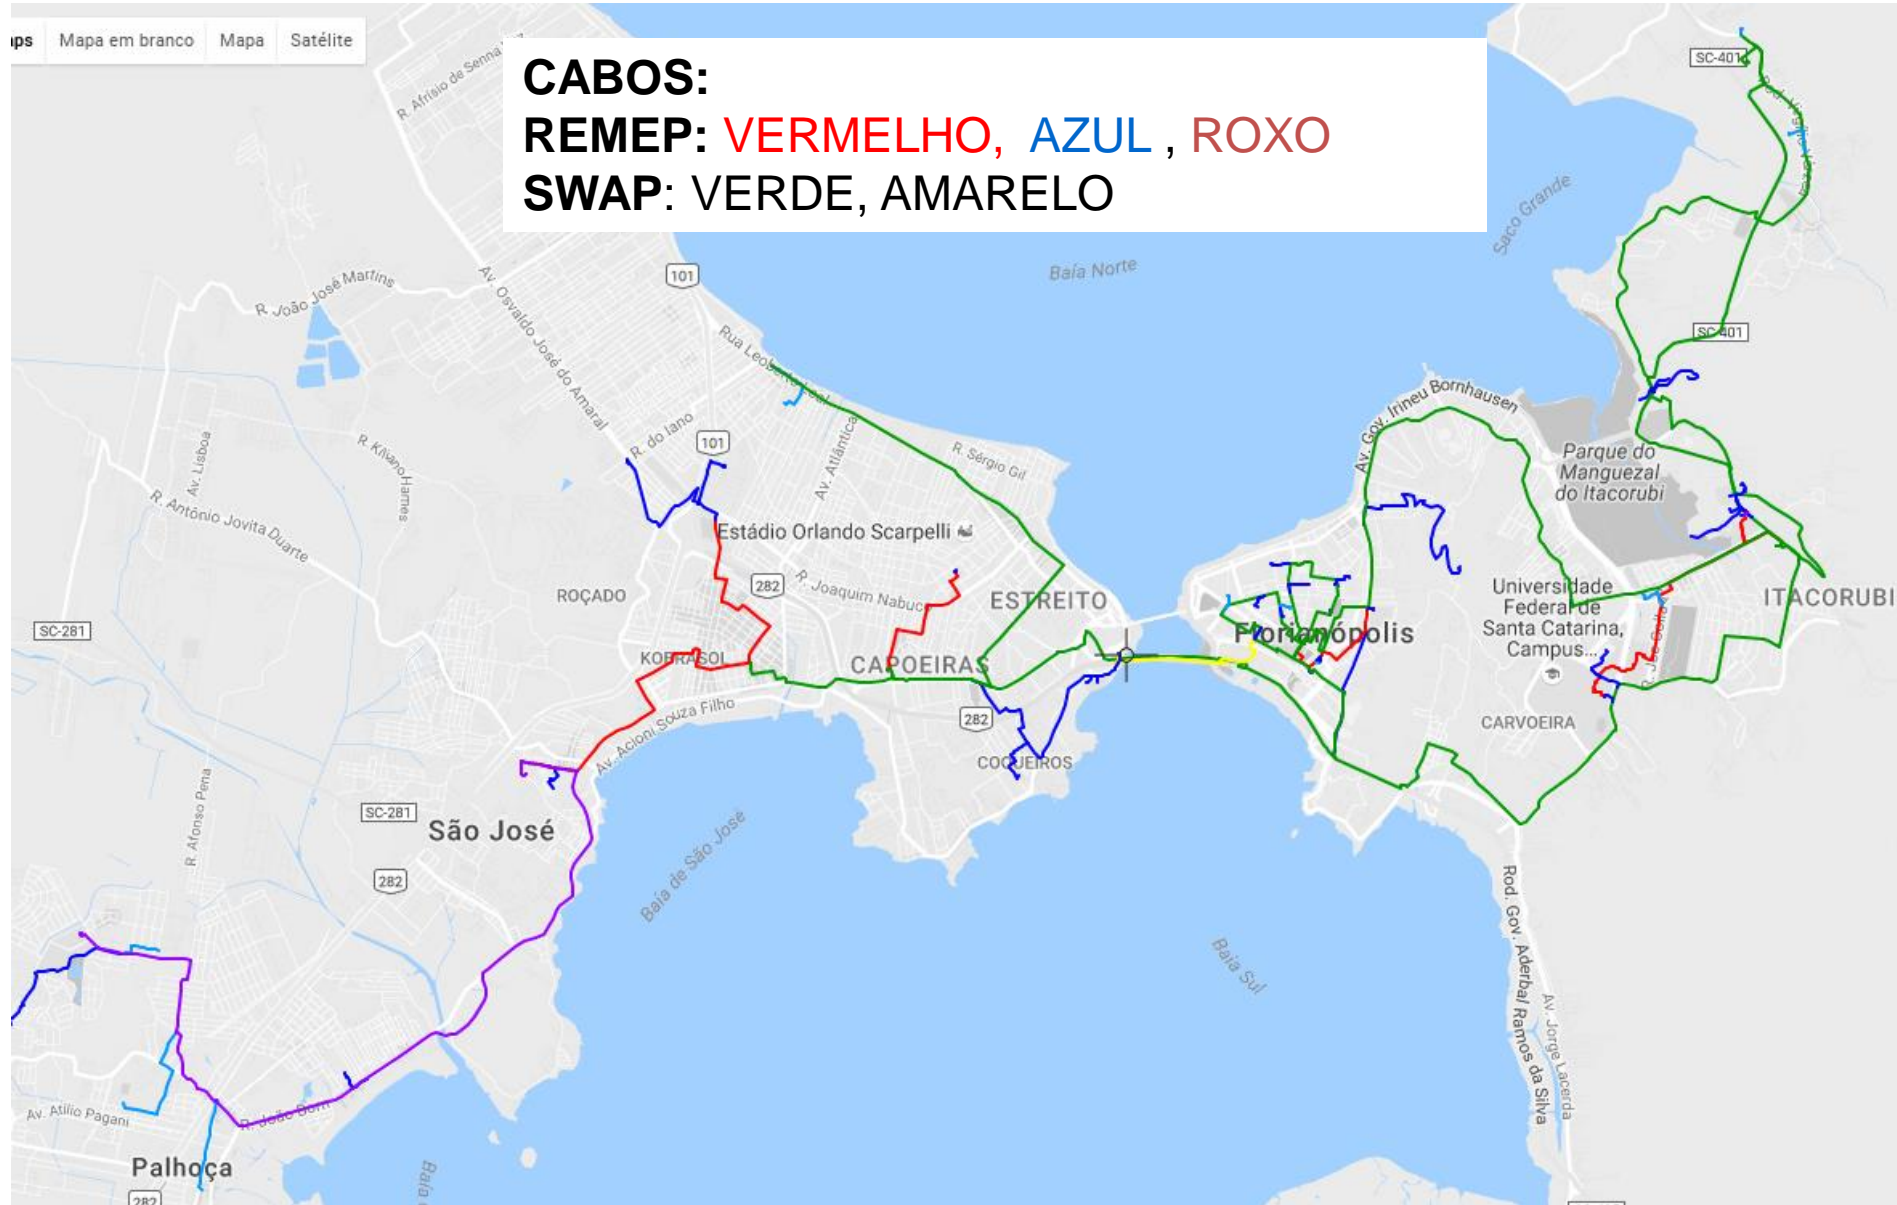 ps Mapa em branco Mapa Satélite
CABOS:
REMEP: VERMELHO, AZUL , ROXO
SWAP: VERDE, AMARELO
SC-401
Saco Grande
Baía Norte
101
R. João José Martins
Av. Osvaldo José do Amaral
Rua Leoberto Leal
SC-401
Av. Gov. Irineu Bornhausen
R. do Iano
101
Av. Atlântica
R. Sérgio Gil
Av. Lisboa
R. Kiliano Hames
R. Antônio Jovita Duarte
Parque do
Manguezal
do Itacorubi
Estádio Orlando Scarpelli
282
R. Joaquim Nabuco
ROÇADO
ESTREITO
Universidade
Federal de
Santa Catarina,
Campus...
ITACORUBI
SC-281
Florianópolis
KOBRASOL
CAPOEIRAS
Av. Acioni Souza Filho
282
CARVOEIRA
COQUEIROS
R. Afonso Pena
SC-281
São José
Baía de São José
282
Baía Sul
Rod. Gov. Aderbal Ramos da Silva
Av. Jorge Lacerda
Av. Atílio Pagani
R. João Born
Palhoça
Baía
282